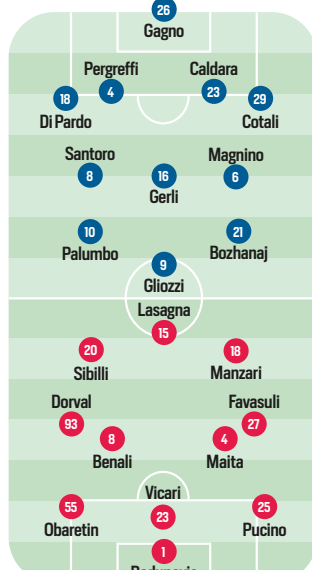 26
Gagno
Pergreffi Caldara
4 23
18 29
Di Pardo Cotali
Santoro Magnino
8 16 6
Gerli
10 21
Palumbo Bozhanaj
9
Gliozzi
Lasagna
15
20 18
Sibilli Manzari
Dorval Favasuli
93 27
8 4
Benali Maita
Vicari
55 23 25
Obaretin Pucino
1